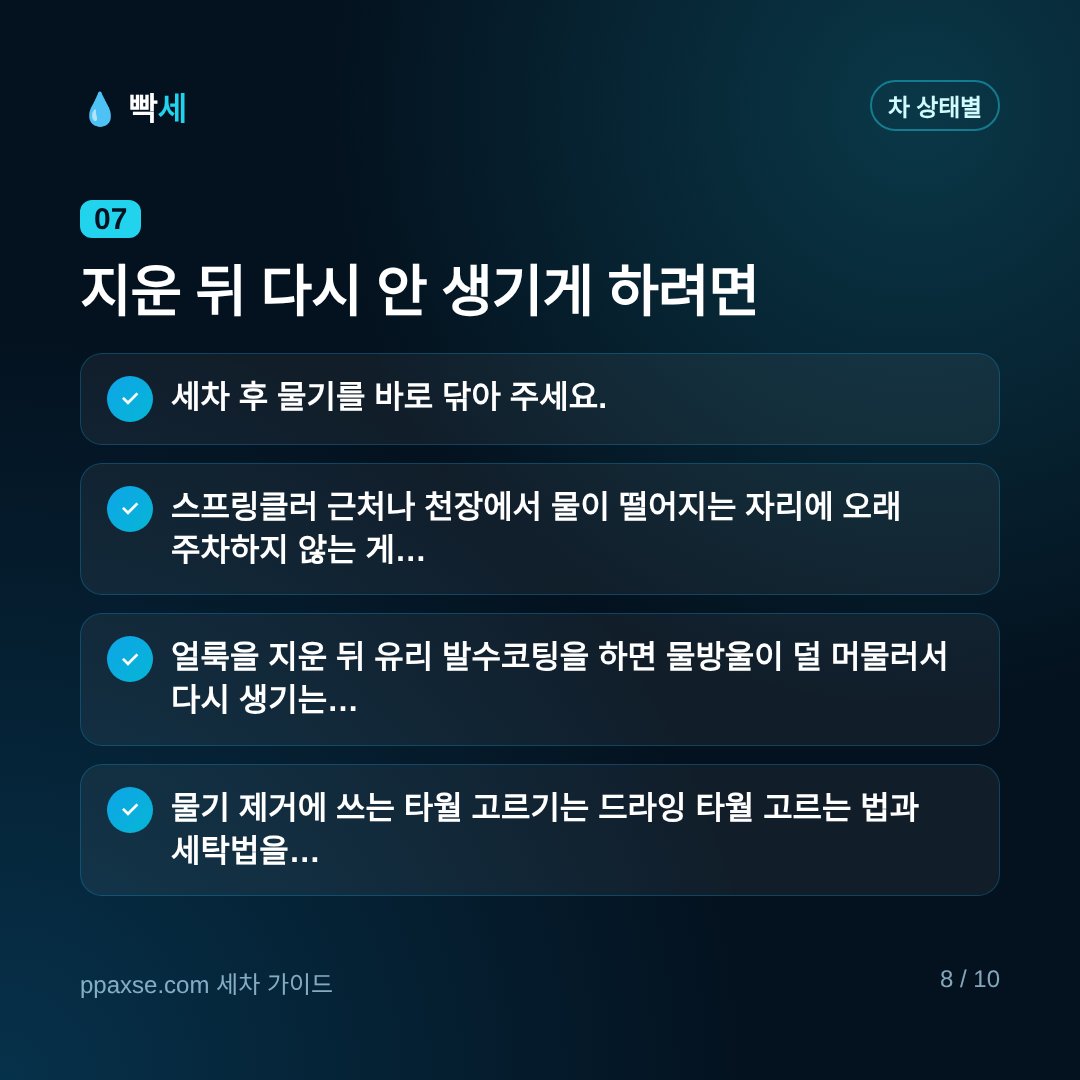 빡세
차 상태별
07
지운 뒤 다시 안 생기게 하려면
세차 후 물기를 바로 닦아 주세요.
스프링클러 근처나 천장에서 물이 떨어지는 자리에 오래
주차하지 않는 게…
얼룩을 지운 뒤 유리 발수코팅을 하면 물방울이 덜 머물러서
다시 생기는…
물기 제거에 쓰는 타월 고르기는 드라잉 타월 고르는 법과
세탁법을…
ppaxse.com 세차 가이드
8 / 10